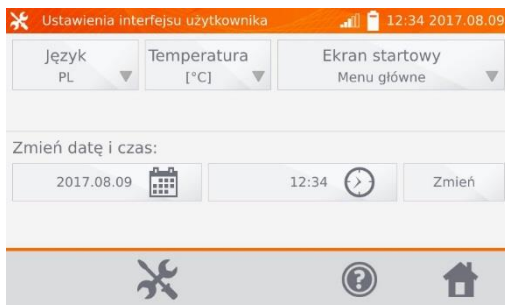 Ustawienia interfejsu użytkownika 12:34 2017.08.09
Język Temperatura Ekran startowy
PL [°C] Menu główne
Zmień datę i czas:
2017.08.09 12:34 Zmień
?